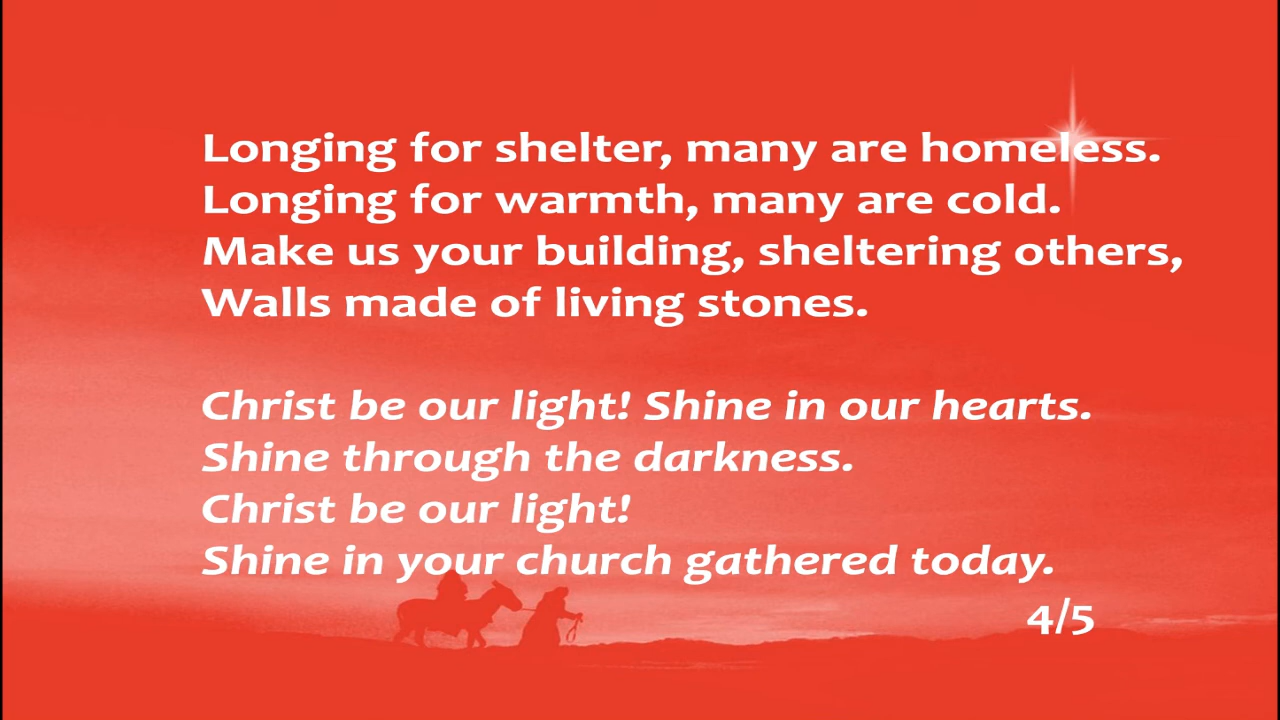 Longing for shelter, many are homeless.
Longing for warmth, many are cold.
Make us your building, sheltering others,
Walls made of living stones.
Christ be our light! Shine in our hearts.
Shine through the darkness.
Christ be our light!
Shine in your church gathered today.
4/5